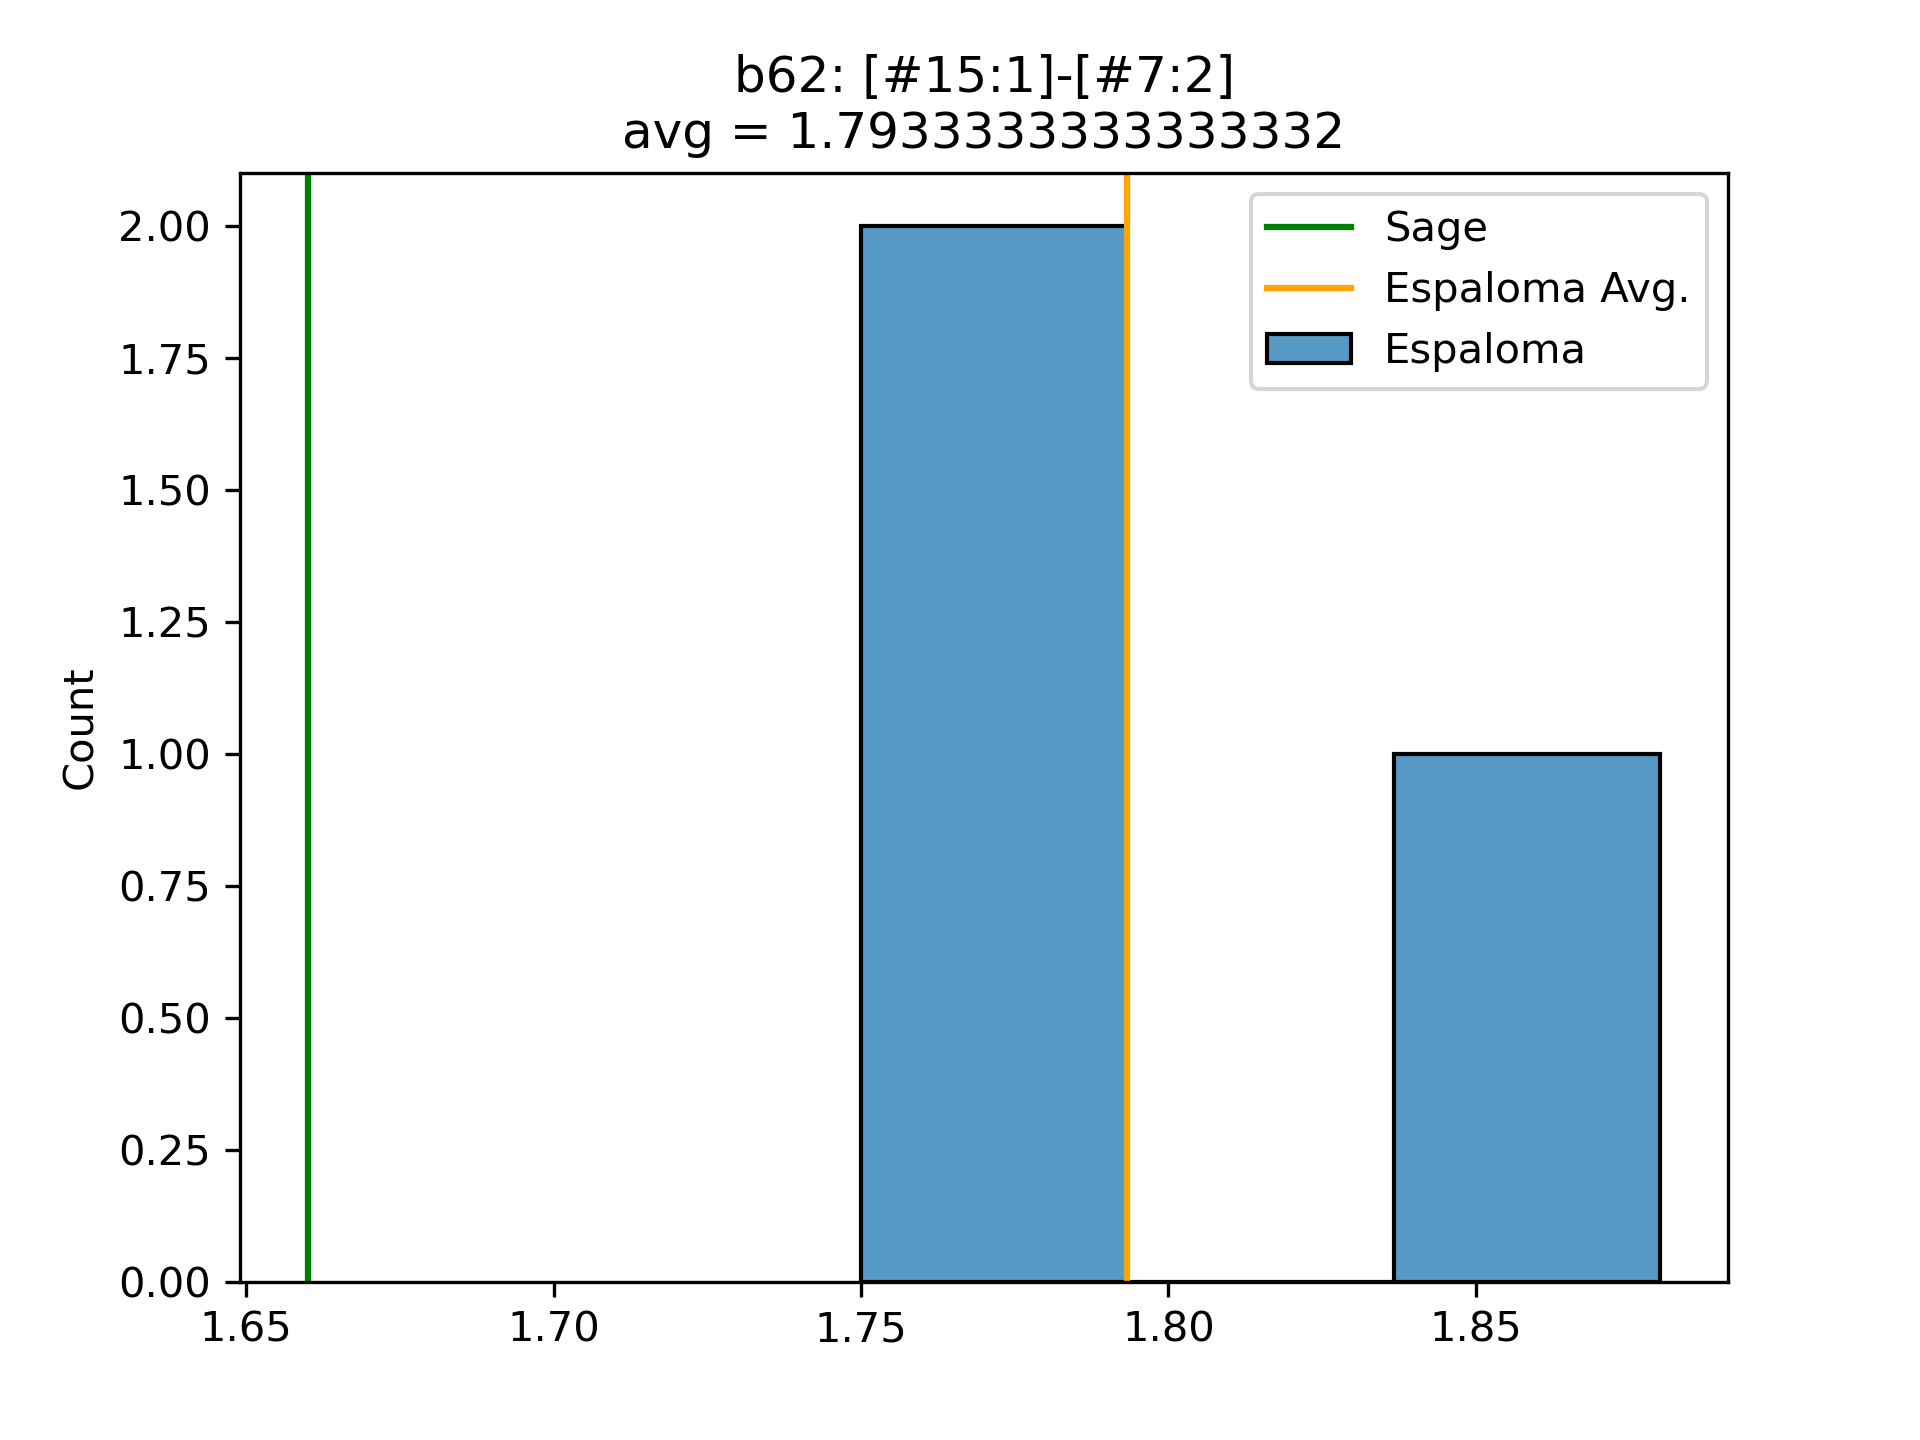 b62: [#15:1]-[#7:2]
avg = 1.7933333333333332
Sage
Espaloma Avg.
Espaloma
2.00
1.75
1.50
1.25
1.00
0.75
0.50
0.25
0.00
Count
1.65 1.70 1.75 1.80 1.85